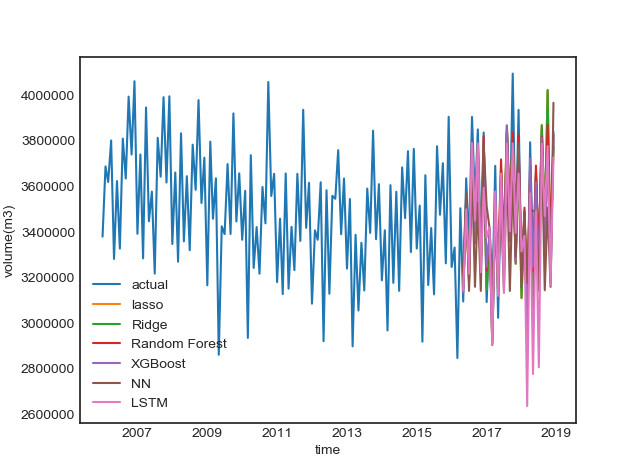 4000000
3800000
3600000
3400000
3200000
3000000
2800000
2600000
volume(m3)
actual
lasso
Ridge
Random Forest
XGBoost
NN
LSTM
2007 2009 2011 2013 2015 2017 2019
time